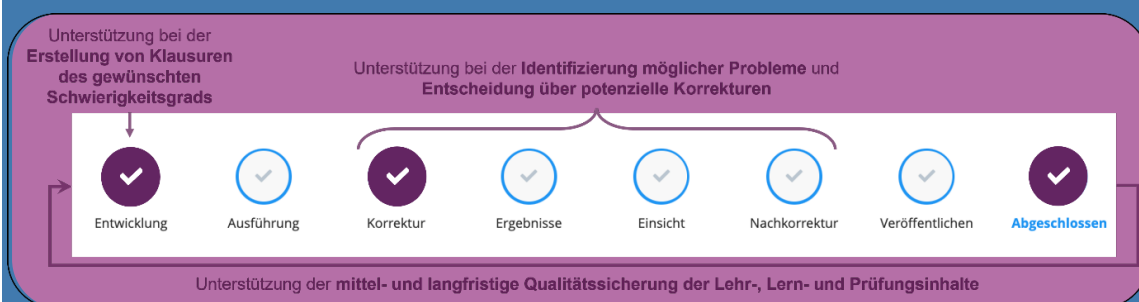 Unterstützung bei der
Erstellung von Klausuren
des gewünschten
Schwierigkeitsgrads
Unterstützung bei der Identifizierung möglicher Probleme und
Entscheidung über potenzielle Korrekturen
Entwicklung
Ausführung
Korrektur
Ergebnisse
Einsicht
Nachkorrektur
Veröffentlichen
Abgeschlossen
Unterstützung der mittel- und langfristige Qualitätssicherung der Lehr-, Lern- und Prüfungsinhalte